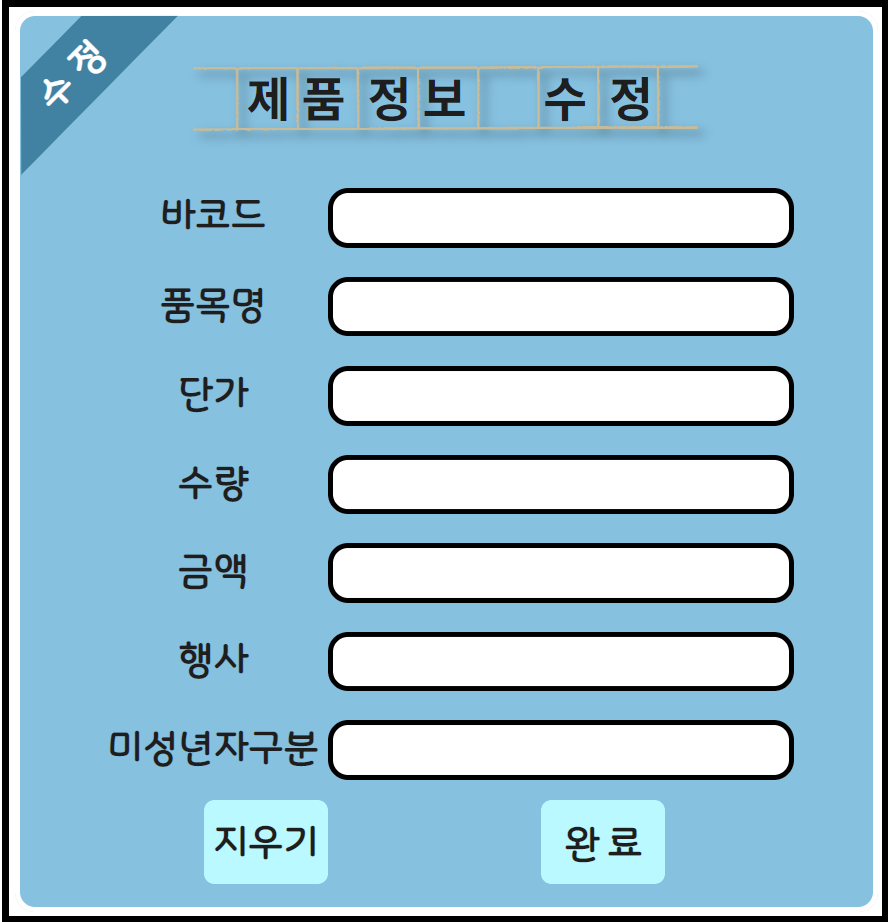 수 정
제품 정보 수 정
바코드
품목명
단가
수량
금액
행사
미성년자구분
지우기
완 료